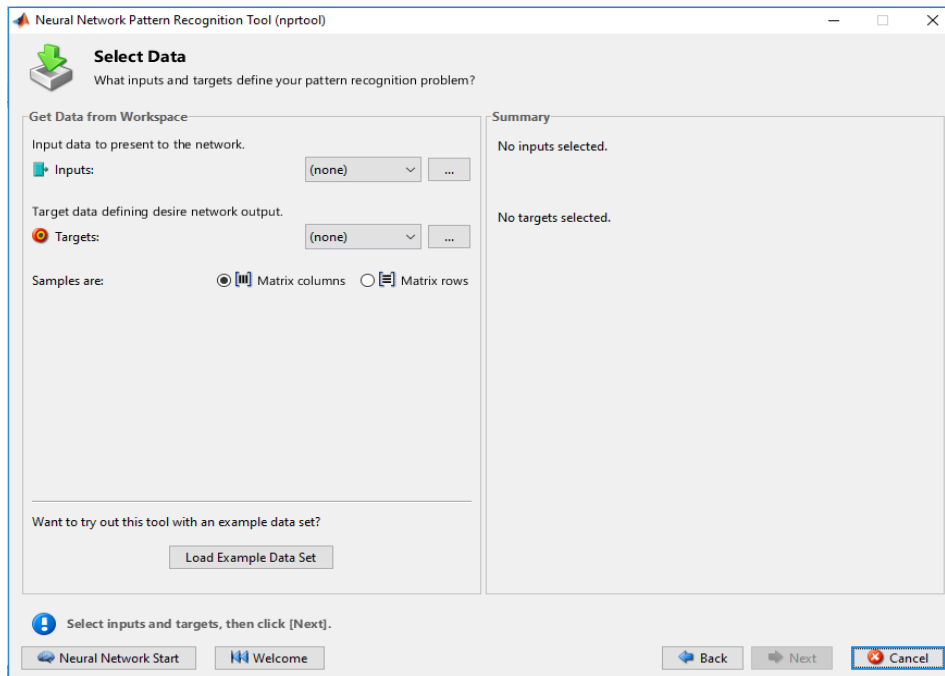 Neural Network Pattern Recognition Tool (nprtool)
Select Data
What inputs and targets define your pattern recognition problem?
Get Data from Workspace
Input data to present to the network.
Inputs: (none) ...
Target data defining desire network output.
Targets: (none) ...
Samples are: Matrix columns Matrix rows
Want to try out this tool with an example data set?
Load Example Data Set
Summary
No inputs selected.
No targets selected.
Select inputs and targets, then click [Next].
Neural Network Start Welcome Back Next Cancel